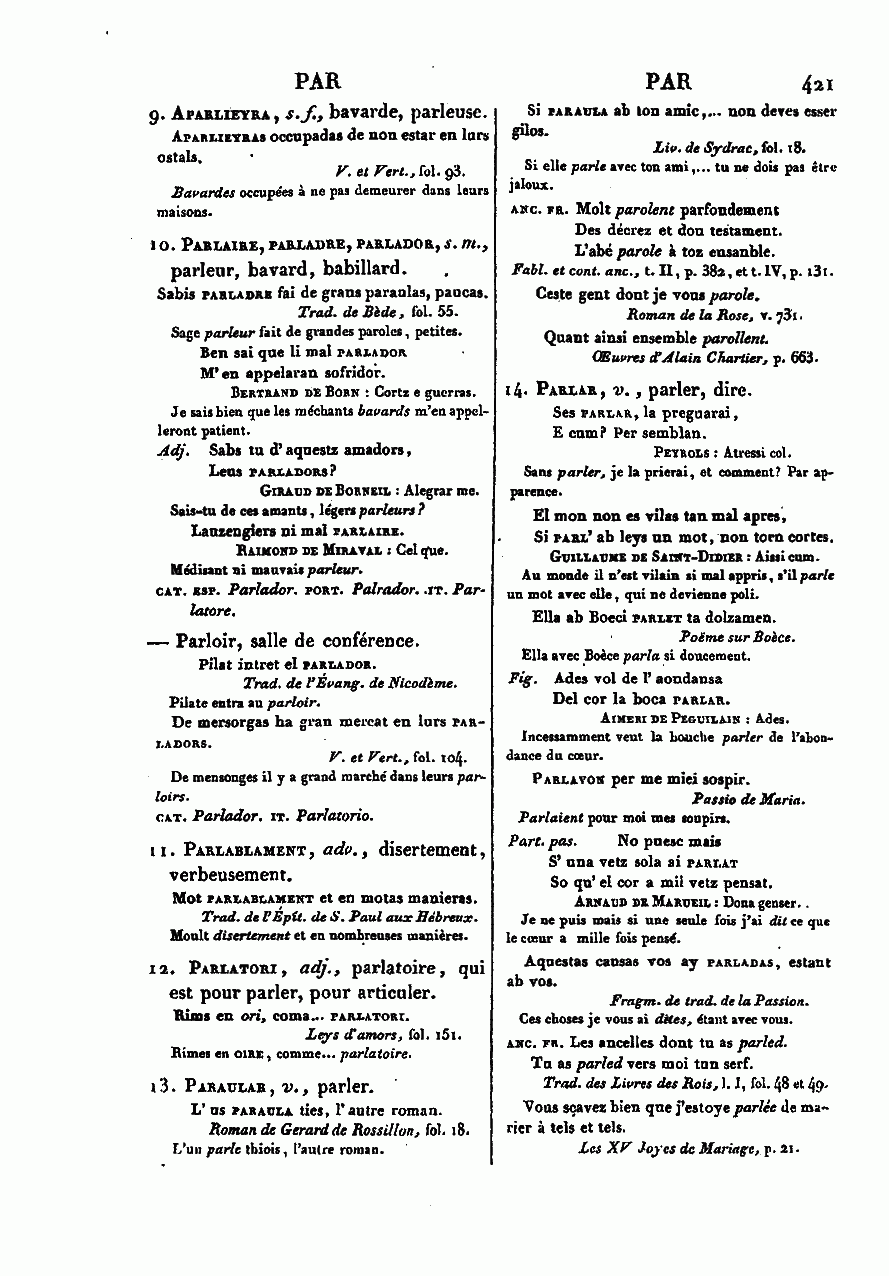 PAR
PAR 421
9. Aparlieyra, s. f., bavarde, parleuse.
Aparlieyras occupadas de non estar en lors
ostals.
V. et Vert., fol. 93.
Bavardes occupées à ne pas demeurer dans leurs
maisons.
10. Parlaire, parladre, parlador, s. m.,
parleur, bavard, babillard.
Sabis parladre fai de grans paraulas, paucas.
Trad. de Bède, fol. 55.
Sage parleur fait de grandes paroles, petites.
Ben sai que li mal parlador
M' en appelaran sofridor.
Bertrand de Born : Cortz e guerras.
Je sais bien que les méchants bavards m'en appel-
leront patient.
Adj. Sabs tu d' aquestz amadors,
Leus parladors?
Giraud de Borneil : Alegrar me.
Sais-tu de ces amants, légers parleurs?
Lauzengiers ni mal parlaire.
Raimond de Miraval : Cel que.
Médisant ni mauvais parleur.
cat. esp. Parlador. port. Palrador. it. Par-
latore.
— Parloir, salle de conférence.
Pilat intret el parlador.
Trad. de l'Évang. de Nicodème.
Pilate entra au parloir.
De mersorgas ha gran mercat en lurs par-
ladors.
V. et Vert., fol. 104.
De mensonges il y a grand marché dans leurs par-
loirs.
cat. Parlador. it. Parlatorio.
11. Parlablament, adv., disertement,
verbeusement.
Mot parlablament et en motas manieras.
Trad. de l'Épît. de S. Paul aux Hébreux.
Moult disertement et en nombreuses manières.
12. Parlatori, adj., parlatoire, qui
est pour parler, pour articuler.
Rims en ori, coma... parlatori.
Leys d'amors, fol. 151.
Rimes en oire, comme... parlatoire.
13. Paraular, v., parler.
L' us paraula ties, l' autre roman.
Roman de Gerard de Rossillon, fol. 18.
L'un parle thiois, l'autre roman.
Si paraula ab ton amic,... non deves esser
gilos.
Liv. de Sydrac, fol. 18.
Si elle parle avec ton ami,... tu ne dois pas être
jaloux.
anc. fr. Molt parolent parfondement
Des décrez et dou testament.
L'abé parole à toz ensanble.
Fabl. et cont. anc., t. II, p. 382, et t. IV, p. 131.
Ceste gent dont je vous parole.
Roman de la Rose, v. 731.
Quant ainsi ensemble parollent.
Œuvres d'Alain Chartier, p. 663.
14. Parlar, v., parler, dire.
Ses parlar, la preguarai,
E cum? Per semblan.
Peyrols : Atressi col.
Sans parler, je la prierai, et comment? Par ap-
parence.
El mon non es vilas tan mal apres,
Si parl' ab leys un mot, non torn cortes.
Guillaume de Saint-Didier : Aissi cum.
Au monde il n'est vilain si mal appris, s'il parle
un mot avec elle, qui ne devienne poli.
Ella ab Boeci parlet ta dolzamen.
Poëme sur Boèce.
Ella avec Boèce parla si doucement.
Fig. Ades vol de l' aondansa
Del cor la boca parlar.
Aimeri de Peguilain : Ades.
Incessamment veut la bouche parler de l'abon-
dance du cœur.
Parlavon per me miei sospir.
Passio de Maria.
Parlaient pour moi mes soupirs.
Part. pas. No puesc mais
S' una vetz sola ai parlat
So qu' el cor a mil vetz pensat.
Arnaud de Marueil : Dona genser.
Je ne puis mais si une seule fois j'ai dit ce que
le cœur a mille fois pensé.
Aquestas causas vos ay parladas, estant
ab vos.
Fragm. de trad. de la Passion.
Ces choses je vous ai dites, étant avec vous.
anc. fr. Les ancelles dont tu as parled.
Tu as parled vers moi tun serf.
Trad. des Livres des Rois, l. I, fol. 48 et 49.
Vous sçavez bien que j'estoye parlée de ma-
rier à tels et tels.
Les XV Joyes de Mariage, p. 21.